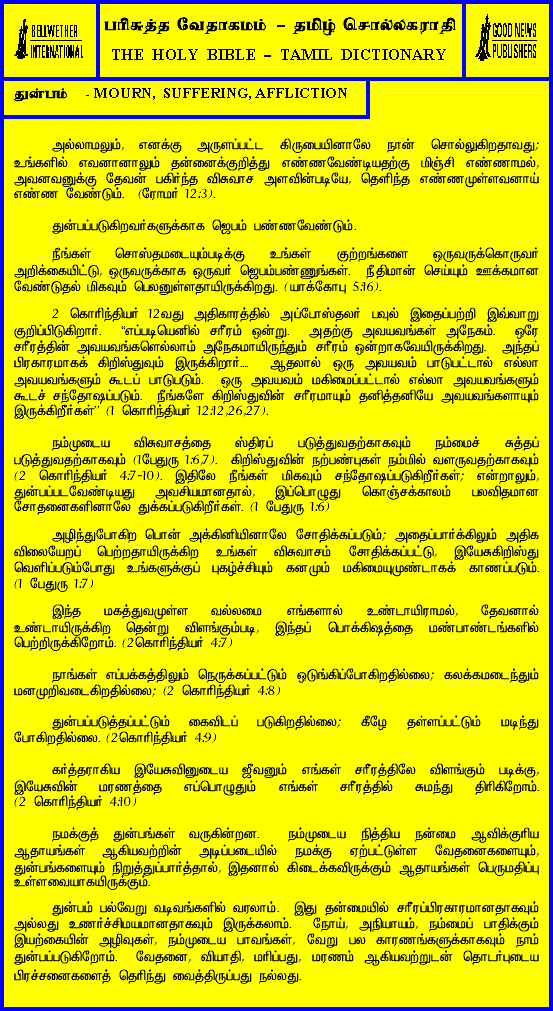 BELLWETHER
INTERNATIONAL
பரிசுத்த வேதாகமம் – தமிழ் சொல்லகராதி
THE HOLY BIBLE – TAMIL DICTIONARY
GOOD NEWS
PUBLISHERS
துன்பம் - MOURN, SUFFERING, AFFLICTION
அல்லாமலும், எனக்கு அருளப்பட்ட கிருபையினாலே நான் சொல்லுகிறதாவது;
உங்களில் எவனானாலும் தன்னைக்குறித்து எண்ணவேண்டியதற்கு மிஞ்சி எண்ணாமல்,
அவனவனுக்கு தேவன் பகிர்ந்த விசுவாச அளவின்படியே, தெளிந்த எண்ணமுள்ளவனாய்
எண்ண வேண்டும். (ரோமர் 12:3).
துன்பப்படுகிறவர்களுக்காக ஜெபம் பண்ணவேண்டும்.
நீங்கள் சொஸ்தமடையும்படிக்கு உங்கள் குற்றங்களை ஒருவருக்கொருவர்
அறிக்கையிட்டு, ஒருவருக்காக ஒருவர் ஜெபம்பண்ணுங்கள். நீதிமான் செய்யும் ஊக்கமான
வேண்டுதல் மிகவும் பெலனுள்ளதாயிருக்கிறது. (யாக்கோபு 5:16).
2 கொரிந்தியர் 12வது அதிகாரத்தில் அப்போஸ்தலர் பவுல் இதைப்பற்றி இவ்வாறு
குறிப்பிடுகிறார். “எப்படியெனில் சரீரம் ஒன்று. அதற்கு அவயவங்கள் அநேகம். ஒரே
சரீரத்தின் அவயவங்களெல்லாம் அநேகமாயிருந்தும் சரீரம் ஒன்றாகவேயிருக்கிறது. அந்தப்
பிரகாரமாகக் கிறிஸ்துவும் இருக்கிறார்.... ஆதலால் ஒரு அவயவம் பாடுபட்டால் எல்லா
அவயவங்களும் கூடப் பாடுபடும். ஒரு அவயவம் மகிமைப்பட்டால் எல்லா அவயவங்களும்
கூடச் சந்தோஷப்படும். நீங்களே கிறிஸ்துவின் சரீரமாயும் தனித்தனியே அவயவங்களாயும்
இருக்கிறீர்கள்” (1 கொரிந்தியர் 12:12,26,27).
நம்முடைய விசுவாசத்தை ஸ்திரப் படுத்துவதற்காகவும் நம்மைச் சுத்தப்
படுத்துவதற்காகவும் (1பேதுரு 1:6,7). கிறிஸ்துவின் நற்பண்புகள் நம்மில் வளருவதற்காகவும்
(2 கொரிந்தியர் 4:7-10). இதிலே நீங்கள் மிகவும் சந்தோஷப்படுகிறீர்கள்; என்றாலும்,
துன்பப்படவேண்டியது அவசியமானதால், இப்பொழுது கொஞ்சக்காலம் பலவிதமான
சோதனைகளினாலே துக்கப்படுகிறீர்கள். (1 பேதுரு 1:6)
அழிந்துபோகிற பொன் அக்கினியினாலே சோதிக்கப்படும்; அதைப்பார்க்கிலும் அதிக
விலையேறப் பெற்றதாயிருக்கிற உங்கள் விசுவாசம் சோதிக்கப்பட்டு, இயேசுகிறிஸ்து
வெளிப்படும்போது உங்களுக்குப் புகழ்ச்சியும் கனமும் மகிமையுமுண்டாகக் காணப்படும்.
(1 பேதுரு 1:7)
இந்த மகத்துவமுள்ள வல்லமை எங்களால் உண்டாயிராமல், தேவனால்
உண்டாயிருக்கிற தென்று விளங்கும்படி, இந்தப் பொக்கிஷத்தை மண்பாண்டங்களில்
பெற்றிருக்கிறோம். (2கொரிந்தியர் 4:7)
நாங்கள் எப்பக்கத்திலும் நெருக்கப்பட்டும் ஒடுங்கிப்போகிறதில்லை; கலக்கமடைந்தும்
மனமுறிவடைகிறதில்லை; (2 கொரிந்தியர் 4:8)
துன்பப்படுத்தப்பட்டும் கைவிடப் படுகிறதில்லை; கீழே தள்ளப்பட்டும் மடிந்து
போகிறதில்லை. (2கொரிந்தியர் 4:9)
கர்த்தராகிய இயேசுவினுடைய ஜீவனும் எங்கள் சரீரத்திலே விளங்கும் படிக்கு,
இயேசுவின் மரணத்தை எப்பொழுதும் எங்கள் சரீரத்தில் சுமந்து திரிகிறோம்.
(2 கொரிந்தியர் 4:10)
நமக்குத் துன்பங்கள் வருகின்றன. நம்முடைய நித்திய நன்மை ஆவிக்குரிய
ஆதாயங்கள் ஆகியவற்றின் அடிப்படையில் நமக்கு ஏற்பட்டுள்ள வேதனைகளையும்,
துன்பங்களையும் நிறுத்துப்பார்த்தால், இதனால் கிடைக்கவிருக்கும் ஆதாயங்கள் பெருமதிப்பு
உள்ளவையாகயிருக்கும்.
துன்பம் பல்வேறு வடிவங்களில் வரலாம். இது தன்மையில் சரீரப்பிரகாரமானதாகவும்
அல்லது உணர்ச்சிமயமானதாகவும் இருக்கலாம். நோய், அநியாயம், நம்மைப் பாதிக்கும்
இயற்கையின் அழிவுகள், நம்முடைய பாவங்கள், வேறு பல காரணங்களுக்காகவும் நாம்
துன்பப்படுகிறோம். வேதனை, வியாதி, மரிப்பது, மரணம் ஆகியவற்றுடன் தொடர்புடைய
பிரச்சனைகளைத் தெரிந்து வைத்திருப்பது நல்லது.